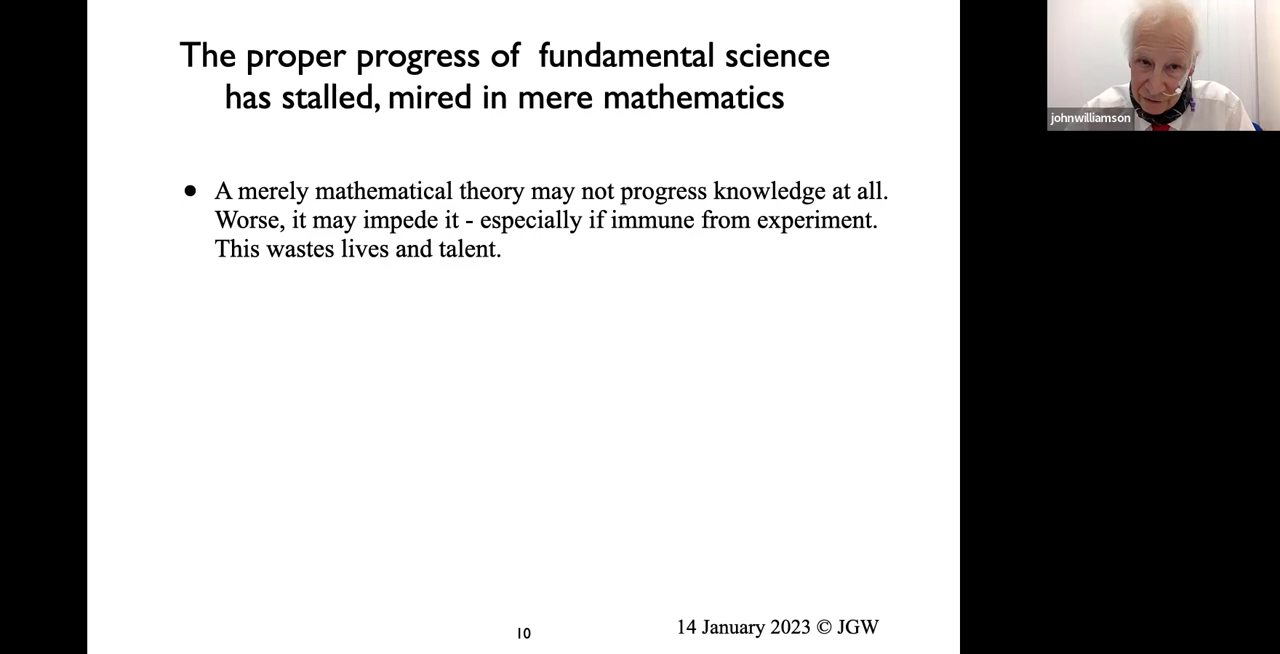 The proper progress of fundamental science
has stalled, mired in mere mathematics
johnwilliamson
● A merely mathematical theory may not progress knowledge at all.
Worse, it may impede it - especially if immune from experiment.
This wastes lives and talent.
10
14 January 2023 © JGW